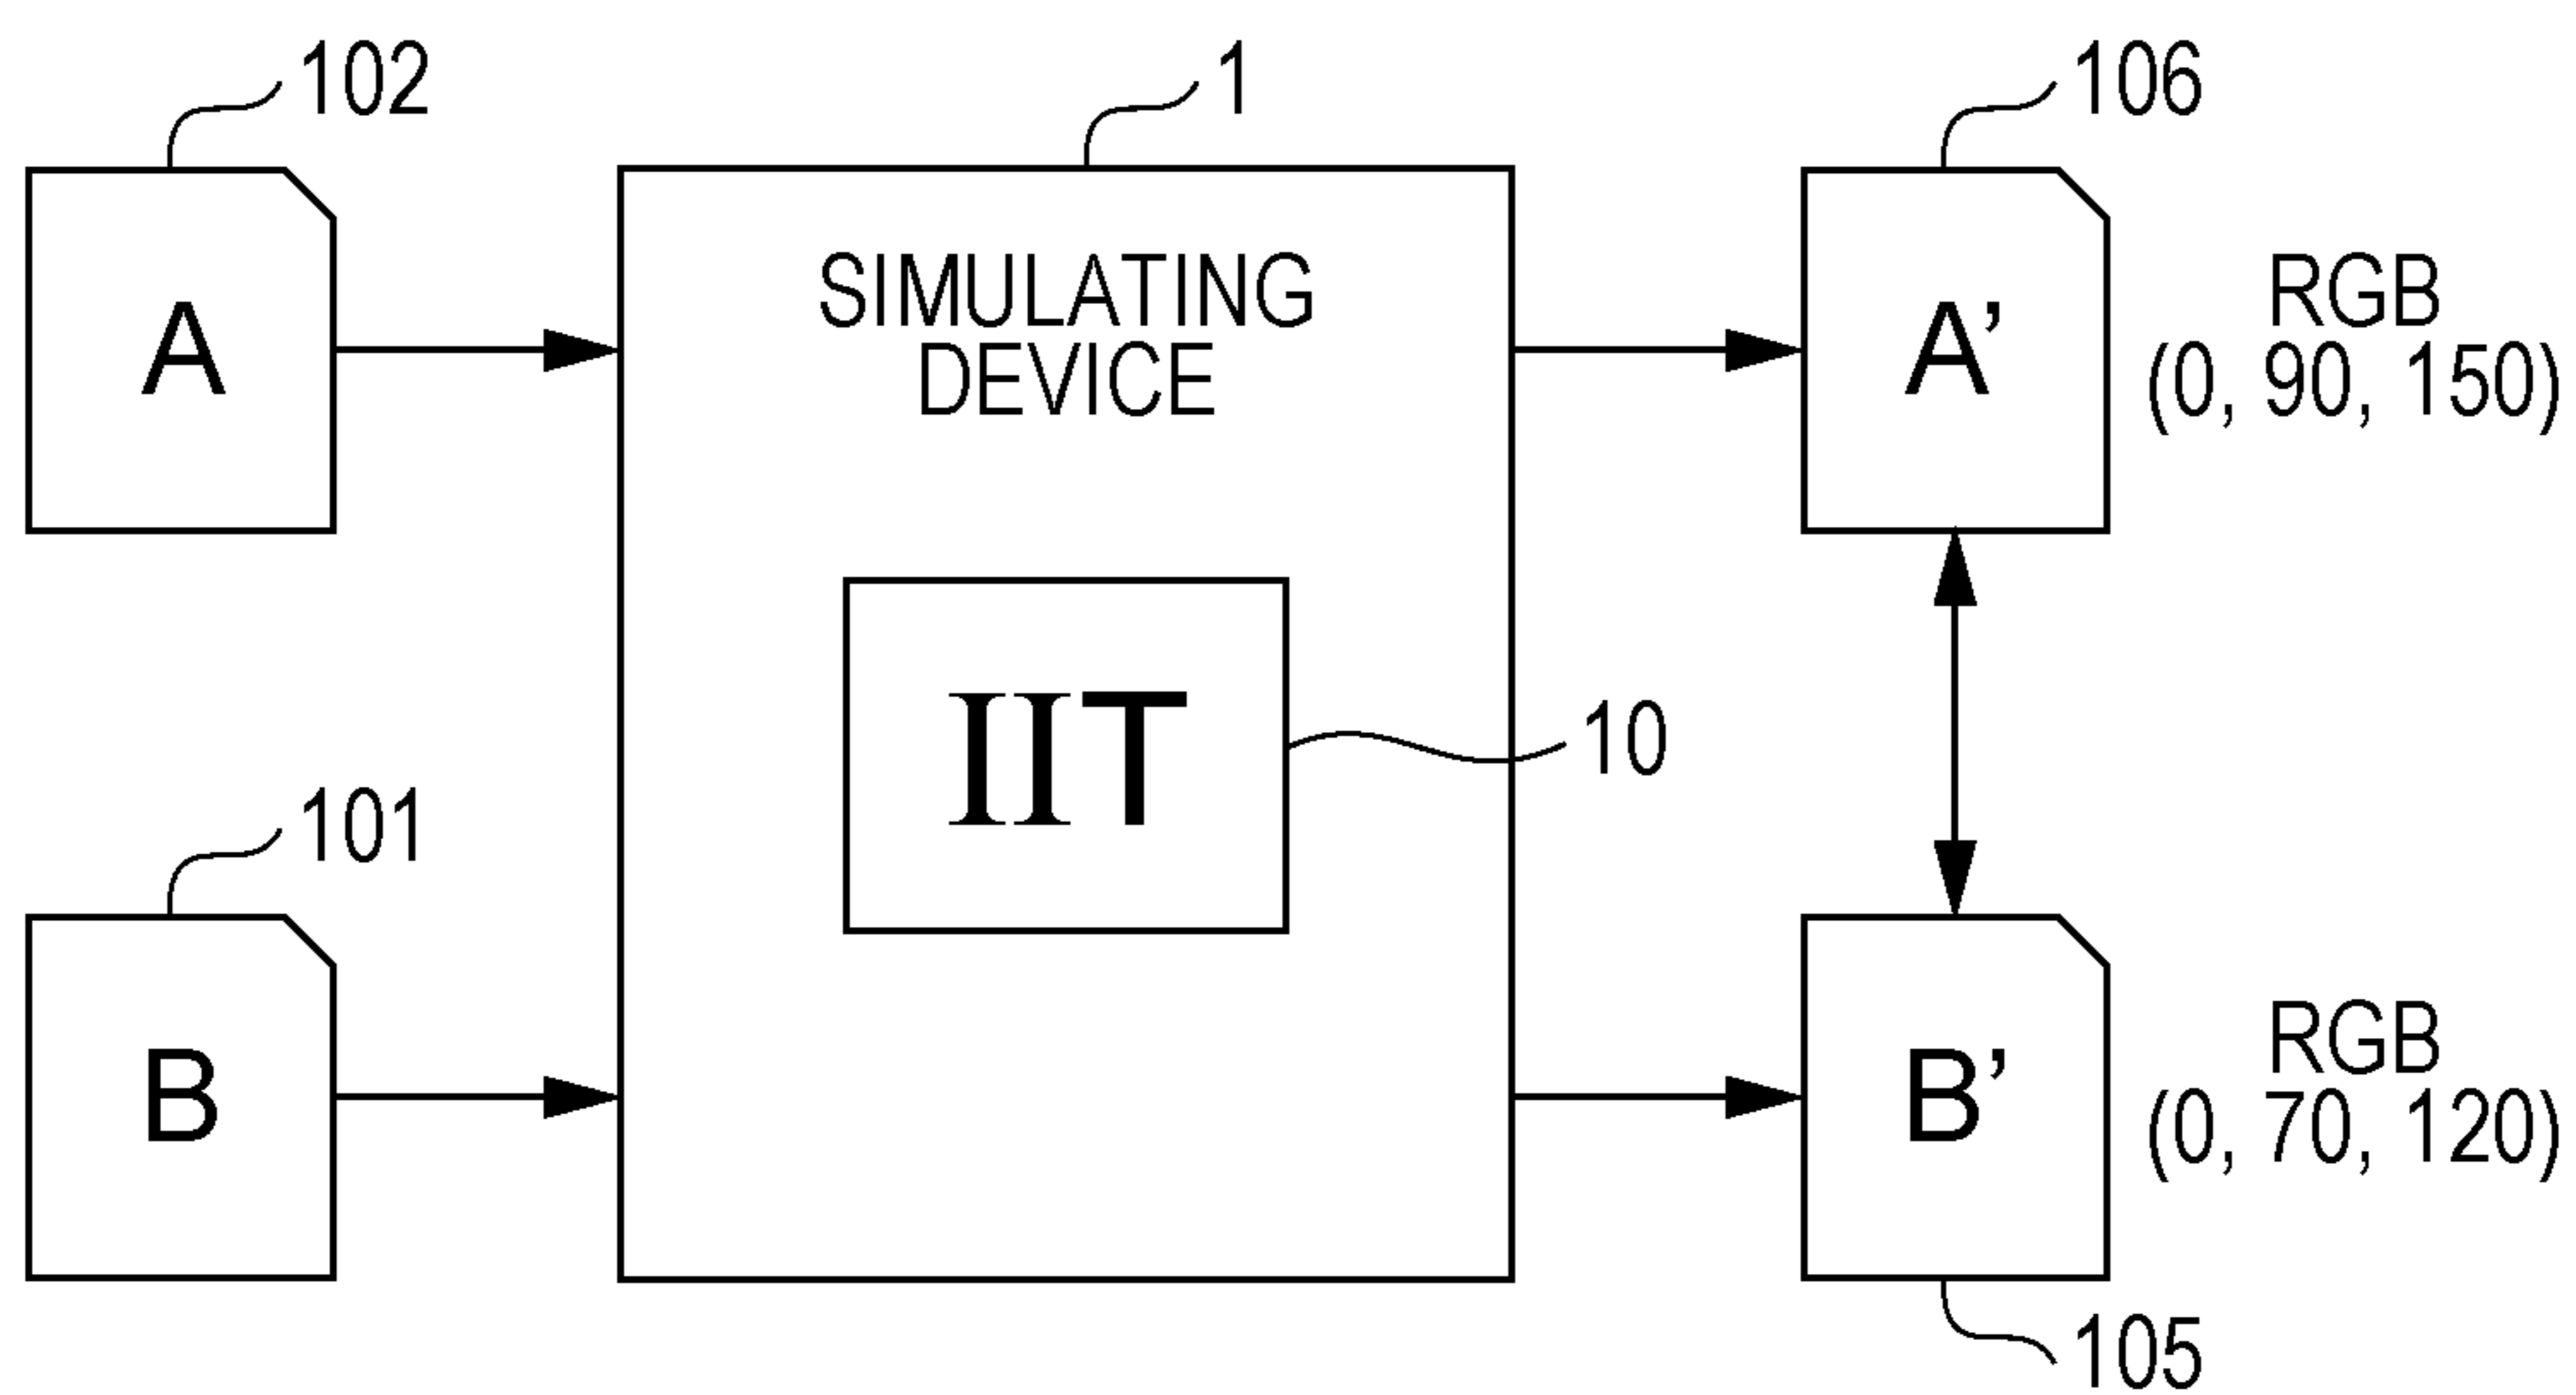 102
1
106
A
SIMULATING
DEVICE
A’
RGB
(0, 90, 150)
IIT
10
101
B
B’
RGB
(0, 70, 120)
105